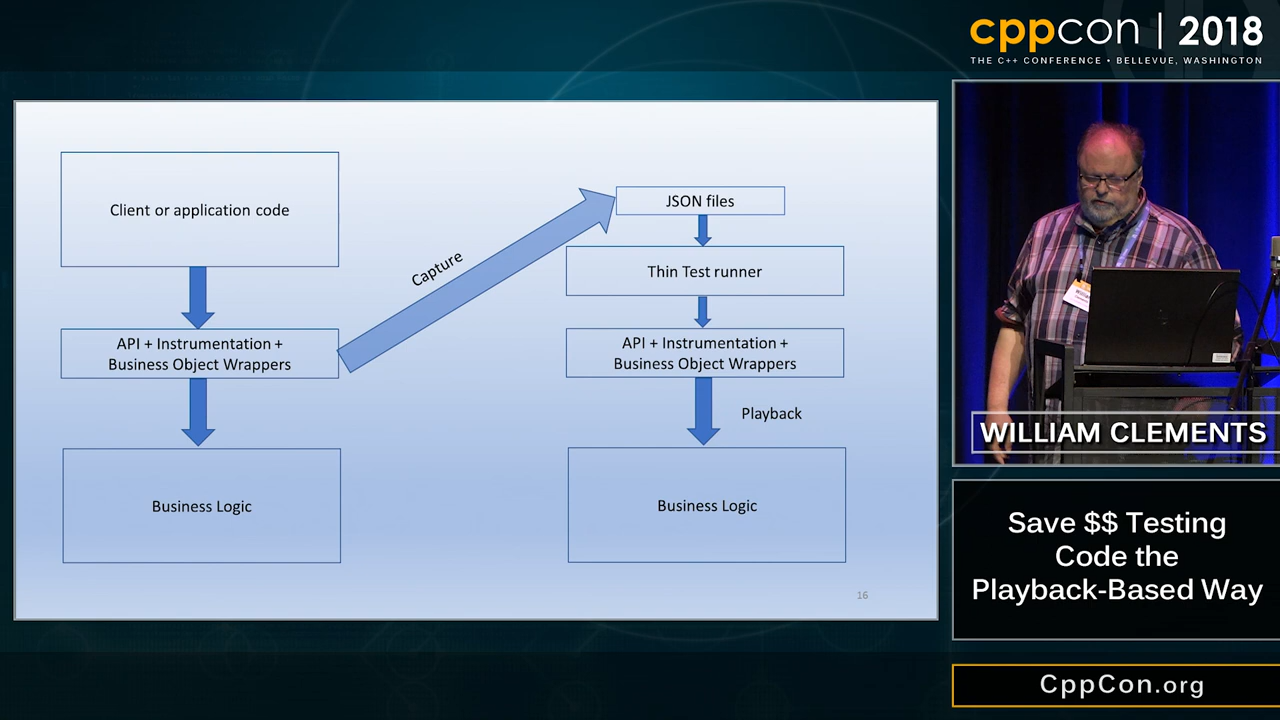 cppcon | 2018
THE C++ CONFERENCE • BELLEVUE, WASHINGTON
Client or application code
API + Instrumentation +
Business Object Wrappers
Business Logic
Capture
JSON files
Thin Test runner
API + Instrumentation +
Business Object Wrappers
Playback
Business Logic
16
WILLIAM CLEMENTS
Save $$ Testing
Code the
Playback-Based Way
CppCon.org